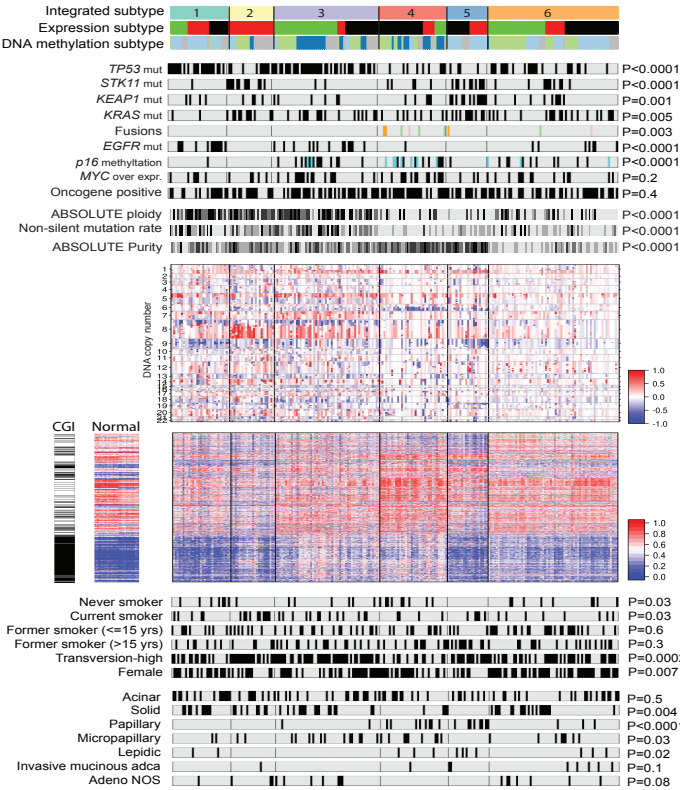 Integrated subtype 1 2 3 4 5 6
Expression subtype
DNA methylation subtype
TP53 mut P<0.0001
STK11 mut P<0.0001
KEAP1 mut P=0.001
KRAS mut P=0.005
Fusions P=0.003
EGFR mut P<0.0001
p16 methyltation P<0.0001
MYC over expr. P=0.2
Oncogene positive P=0.4
ABSOLUTE ploidy P<0.0001
Non-silent mutation rate P<0.0001
ABSOLUTE Purity P<0.0001
DNA copy number
1
2
3
4
5
6
7
8
9
10
11
12
13
14
15
16
17
18
19
20
21
22
1.0
0.5
0.0
-0.5
-1.0
CGI Normal
1.0
0.8
0.6
0.4
0.2
0.0
Never smoker P=0.03
Current smoker P=0.03
Former smoker (<=15 yrs) P=0.6
Former smoker (>15 yrs) P=0.3
Transversion-high P=0.0002
Female P=0.007
Acinar P=0.5
Solid P=0.004
Papillary P<0.0001
Micropapillary P=0.03
Lepidic P=0.02
Invasive mucinous adca P=0.1
Adeno NOS P=0.08